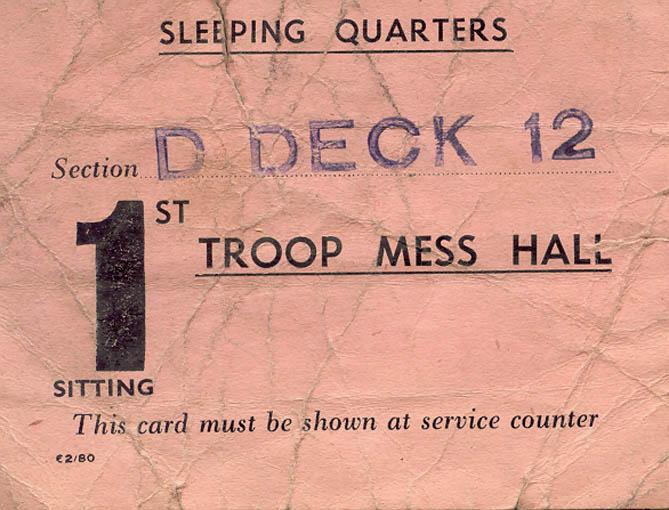 SLEEPING QUARTERS
Section D DECK 12
1ST
TROOP MESS HALL
SITTING
This card must be shown at service counter
€2/80